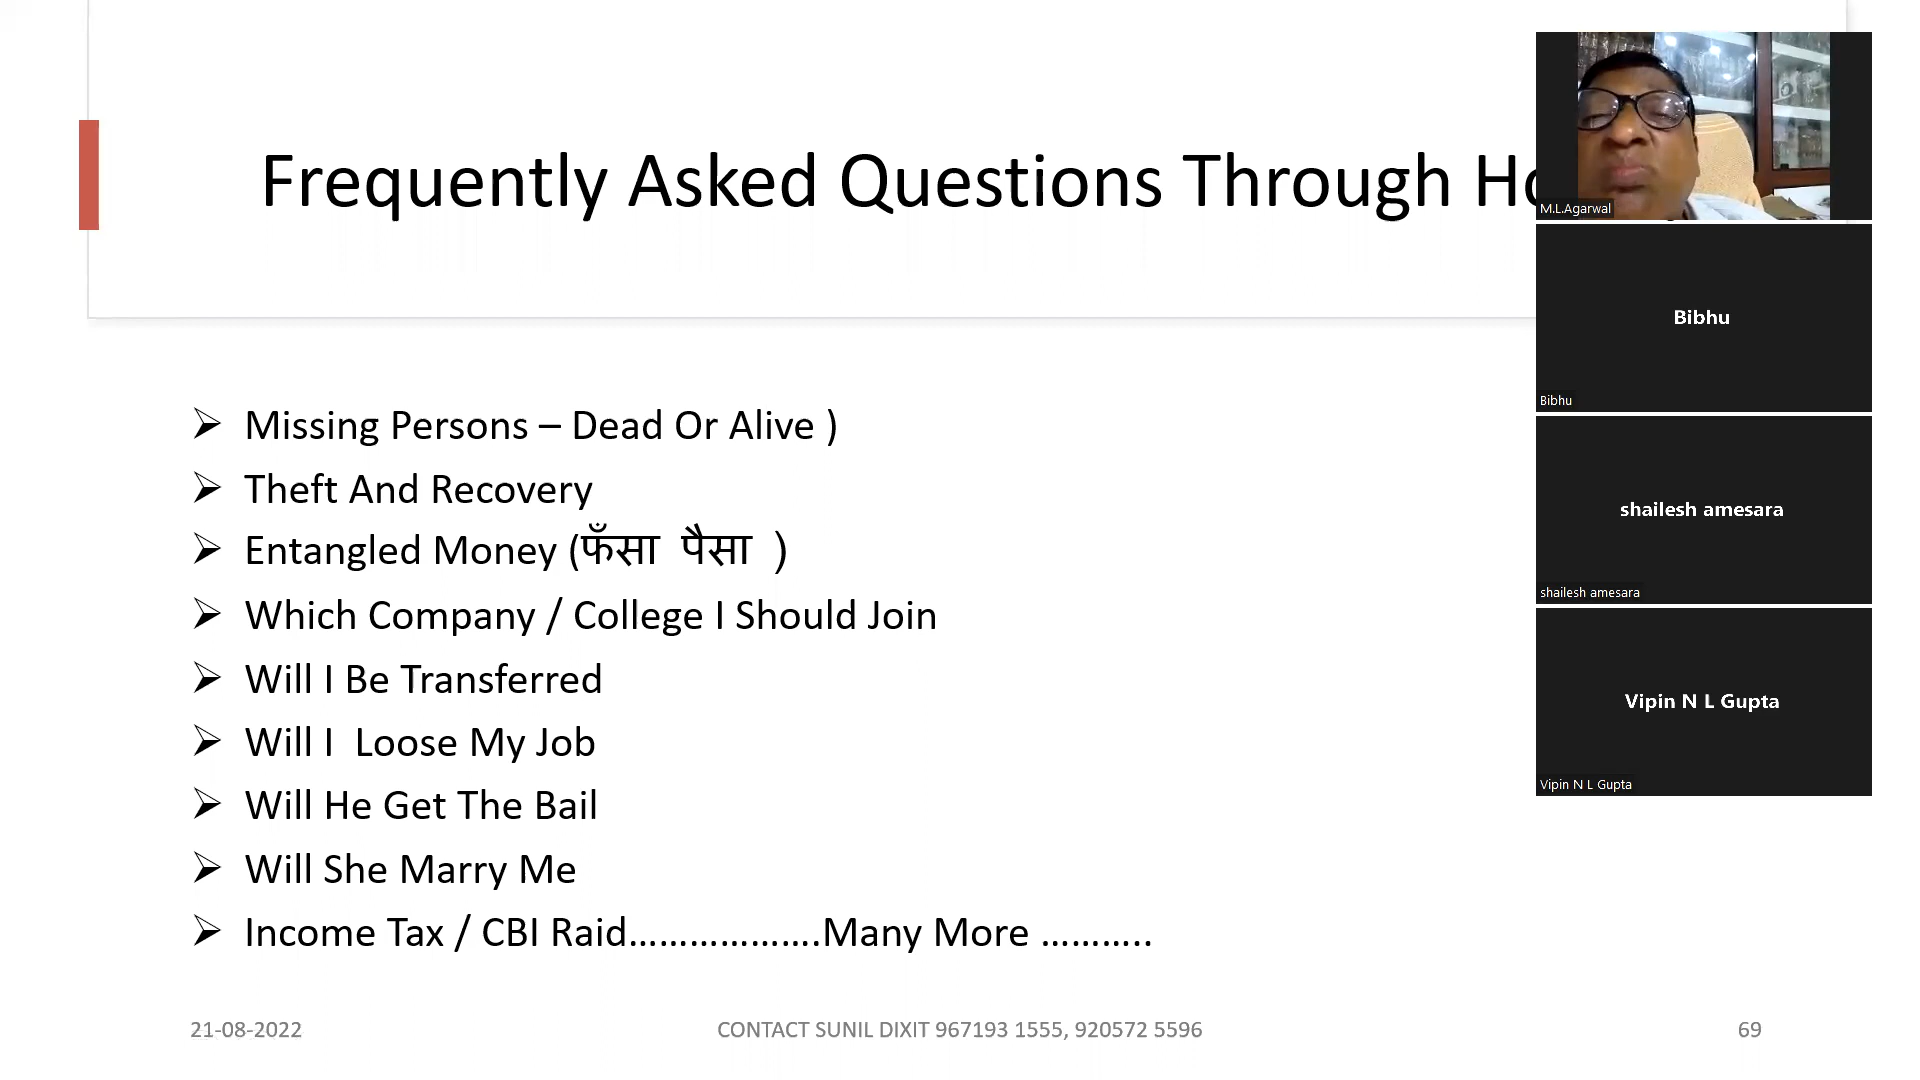 Frequently Asked Questions Through
Missing Persons – Dead Or Alive )
Theft And Recovery
Entangled Money (फँसा पैसा )
Which Company / College I Should Join
Will I Be Transferred
Will I Loose My Job
Will He Get The Bail
Will She Marry Me
Income Tax / CBI Raid……………….Many More ………..
21-08-2022
CONTACT SUNIL DIXIT 967193 1555, 920572 5596
69
M.L.Agarwal
Bibhu
Bibhu
shailesh amesara
shailesh amesara
Vipin N L Gupta
Vipin N L Gupta